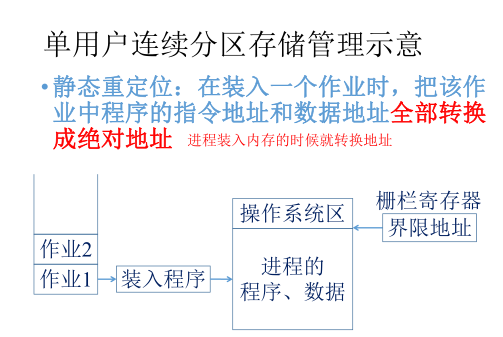 单用户连续分区存储管理示意
•静态重定位：在装入一个作业时，把该作
业中程序的指令地址和数据地址全部转换
成绝对地址 进程装入内存的时候就转换地址
栅栏寄存器
操作系统区
界限地址
作业2
作业1
装入程序
进程的
程序、数据